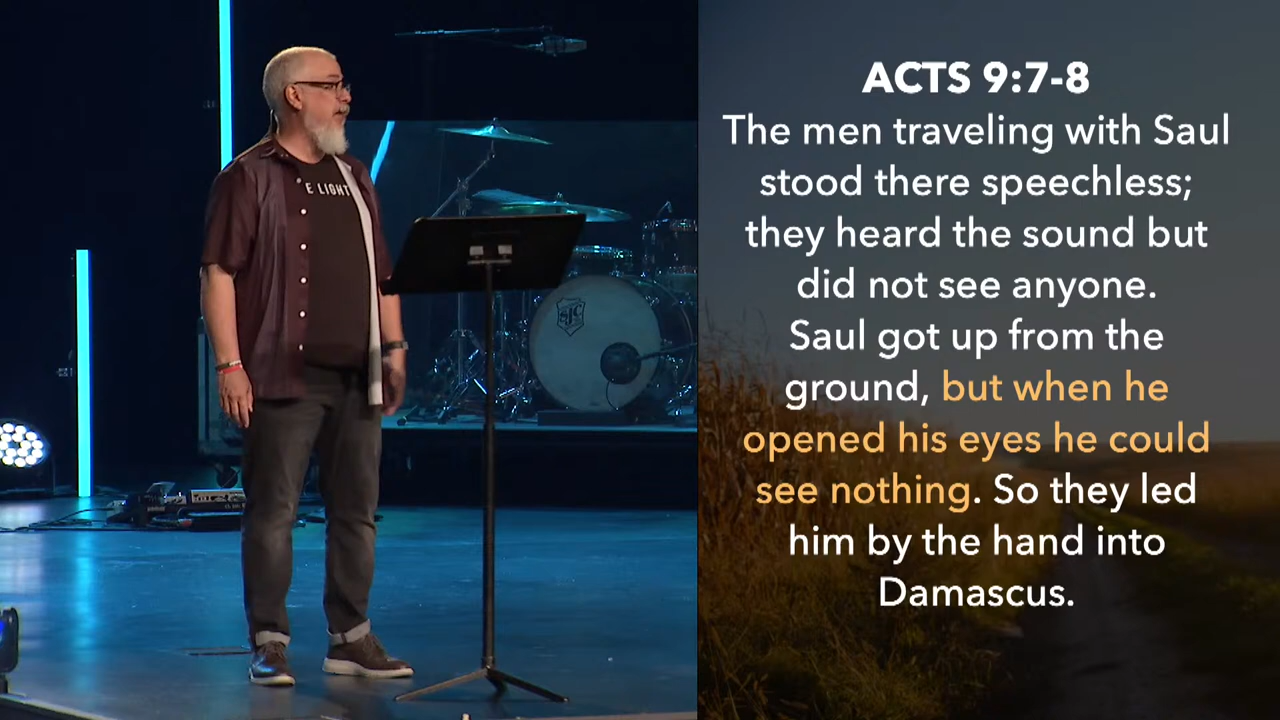 ACTS 9:7-8
The men traveling with Saul
stood there speechless;
they heard the sound but
did not see anyone.
Saul got up from the
ground, but when he
opened his eyes he could
see nothing. So they led
him by the hand into
Damascus.
E LIGHT
SJC